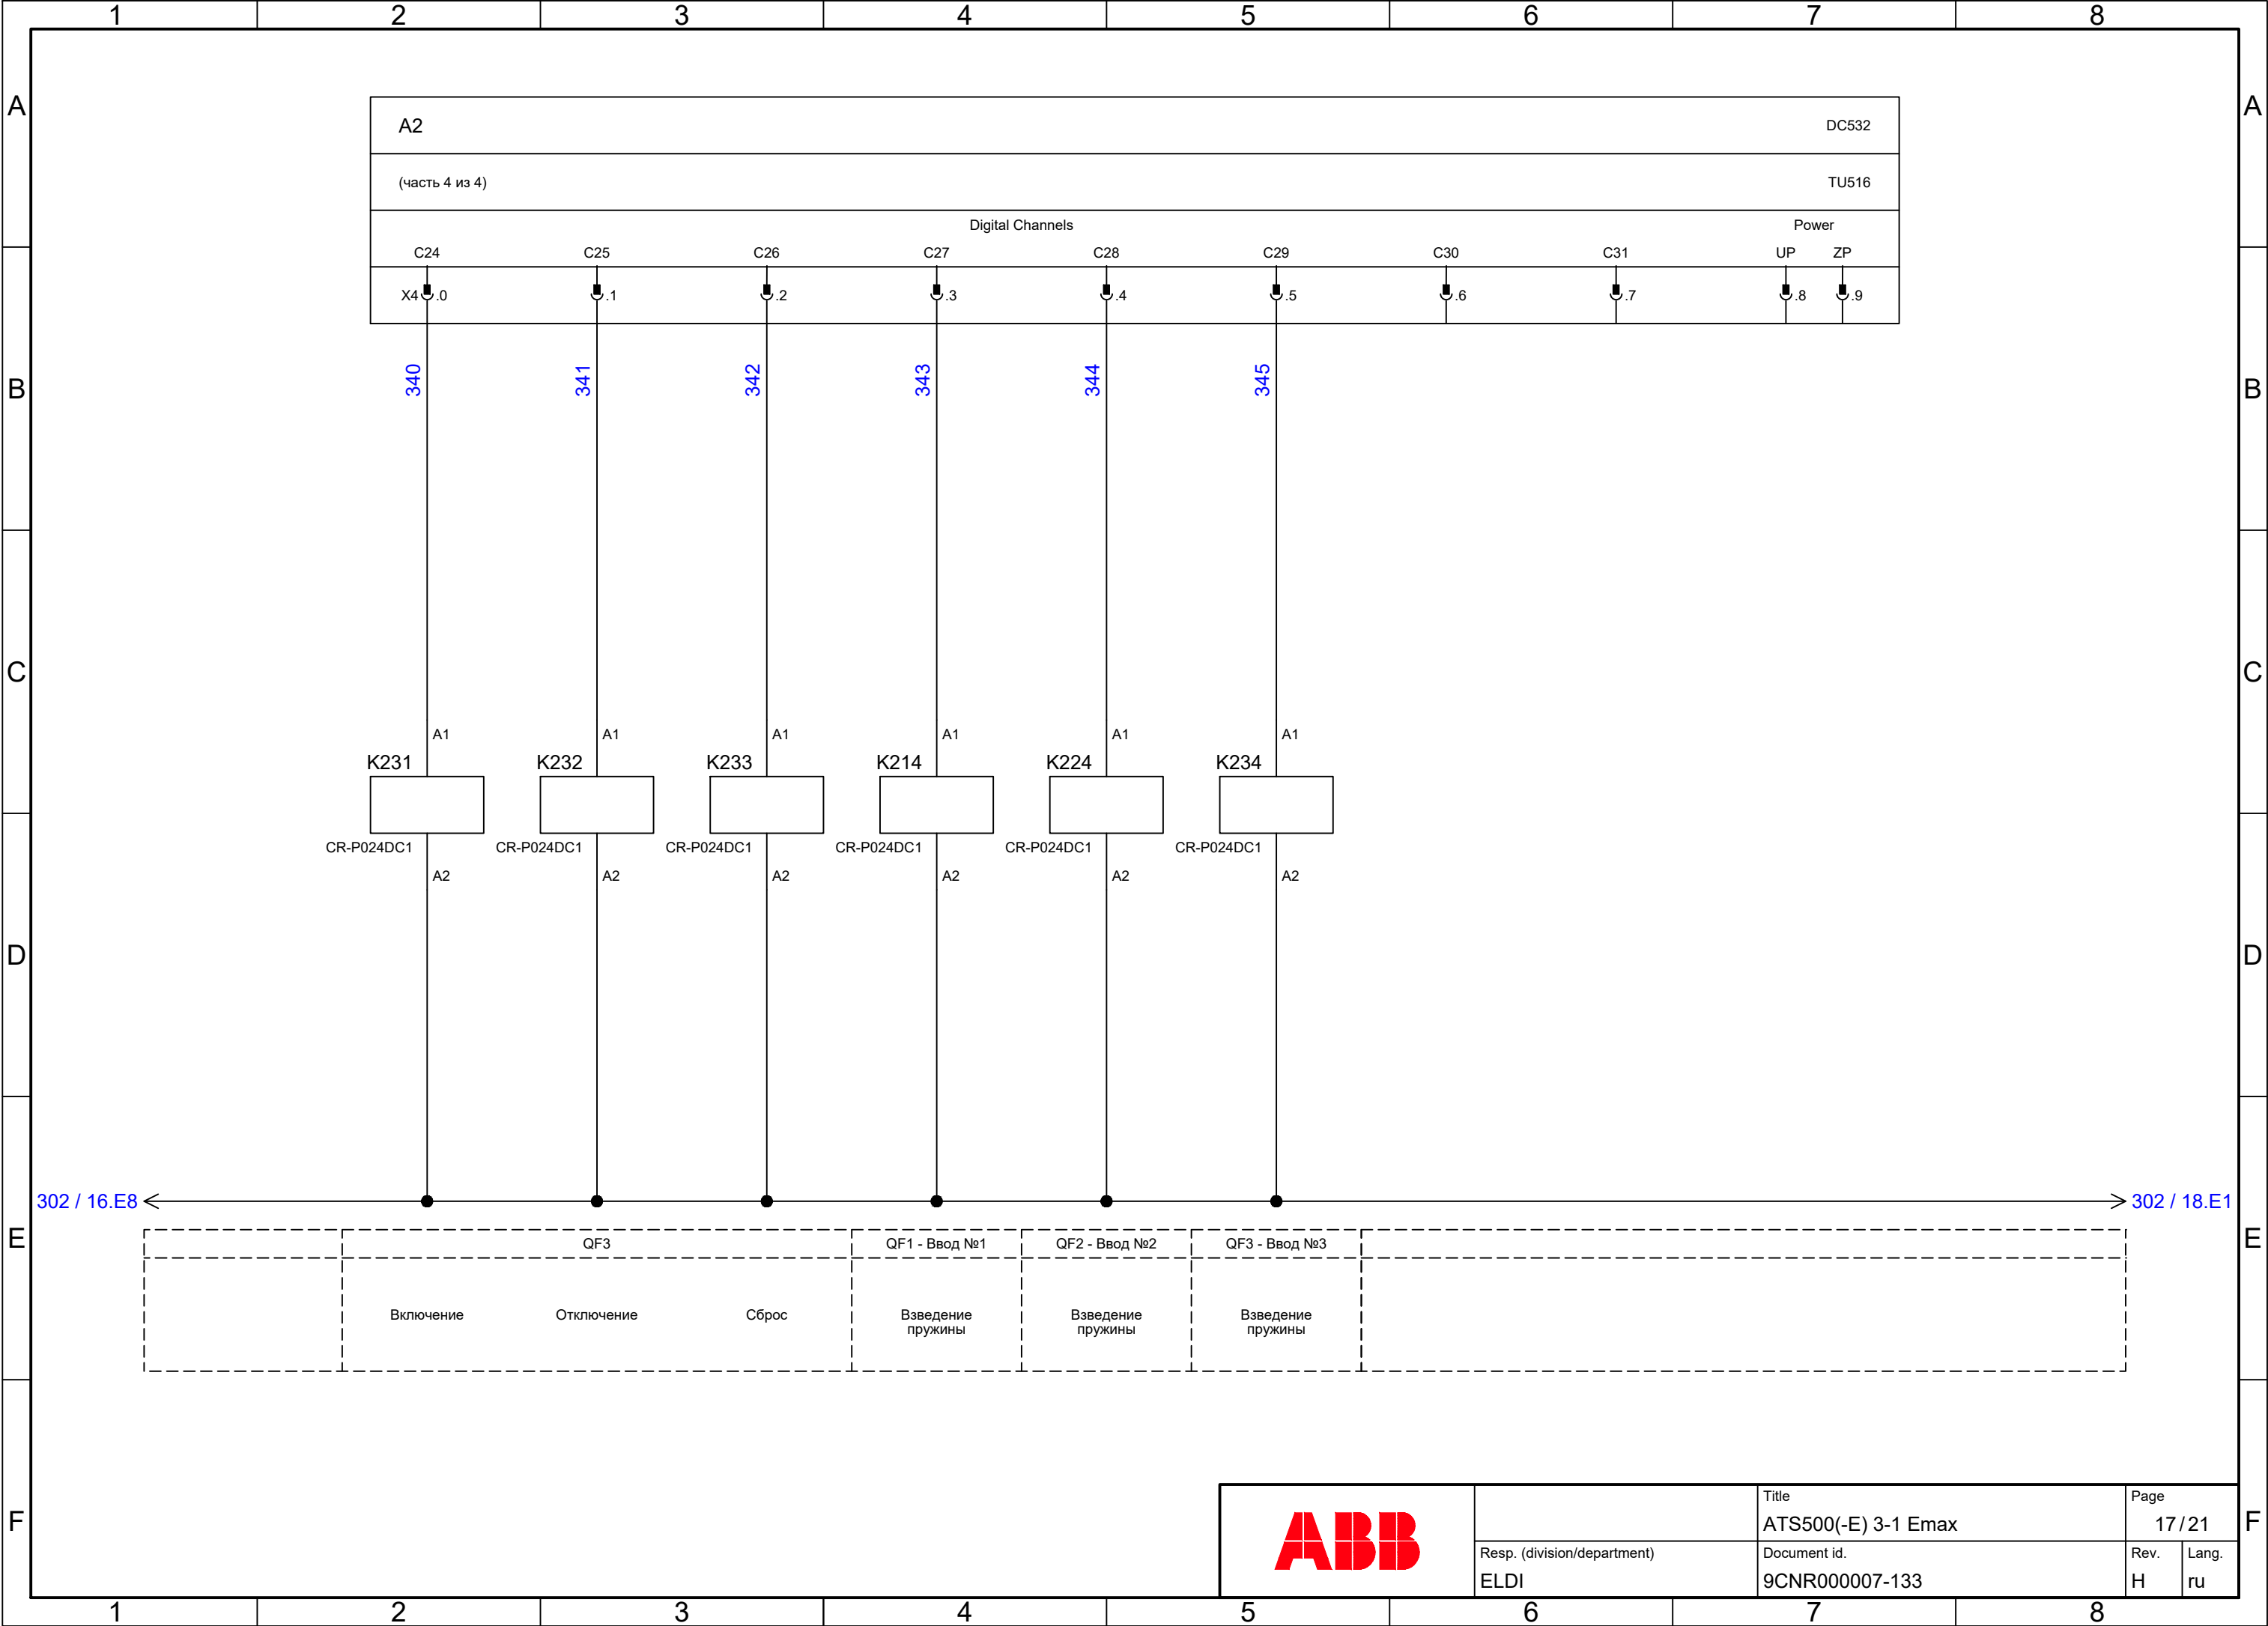 1 2 3 4 5 6 7 8
A A
A2 DC532
(часть 4 из 4) TU516
Digital Channels Power
C24 C25 C26 C27 C28 C29 C30 C31 UP ZP
X4 .0 .1 .2 .3 .4 .5 .6 .7 .8 .9
340 341 342 343 344 345
B B
C C
A1 A1 A1 A1 A1 A1
K231 K232 K233 K214 K224 K234
CR-P024DC1 CR-P024DC1 CR-P024DC1 CR-P024DC1 CR-P024DC1 CR-P024DC1
A2 A2 A2 A2 A2 A2
D D
302 / 16.E8 302 / 18.E1
E E
QF3 QF1 - Ввод №1 QF2 - Ввод №2 QF3 - Ввод №3
Включение Отключение Сброс Взведение Взведение Взведение
пружины пружины пружины
F F
ABB
Title Page
ATS500(-E) 3-1 Emax 17 / 21
Resp. (division/department) Document id. Rev. Lang.
ELDI 9CNR000007-133 H ru
1 2 3 4 5 6 7 8